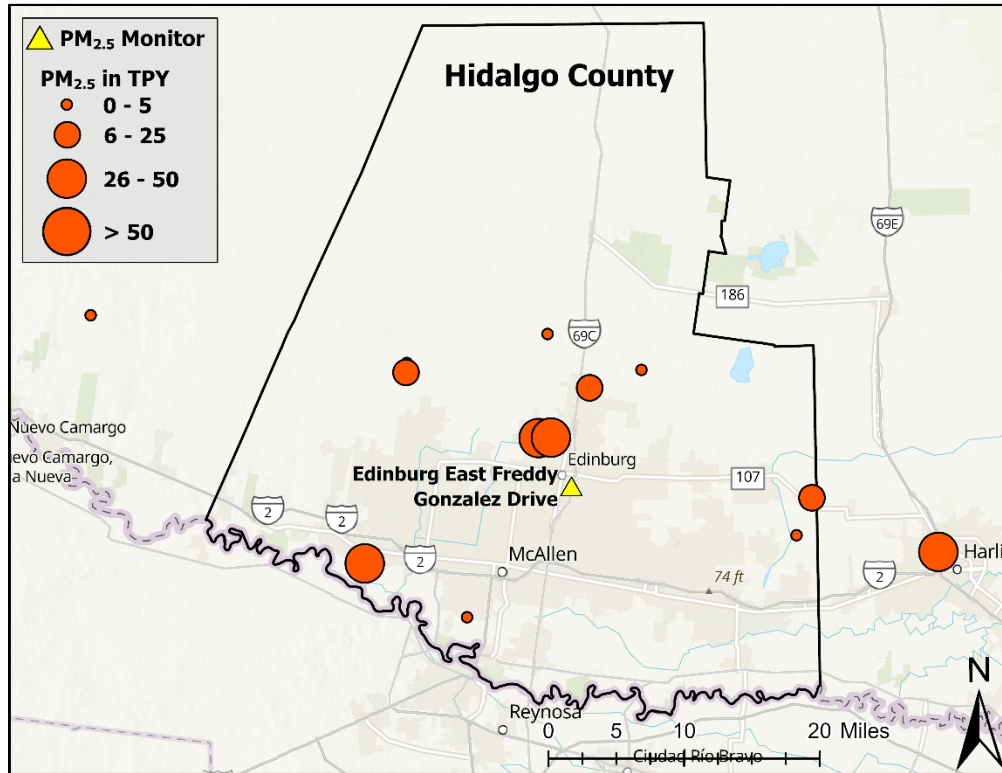 PM2.5 Monitor
PM2.5 in TPY
0 - 5
6 - 25
26 - 50
> 50
Hidalgo County
69E
186
69C
Nuevo Camargo
uevo Camargo,
a Nueva
Edinburg
Edinburg East Freddy
Gonzalez Drive
107
2
2
2
McAllen
74 ft
2
Harli
N
Reynosa
0 5 10 20 Miles
Ciudad Río Bravo